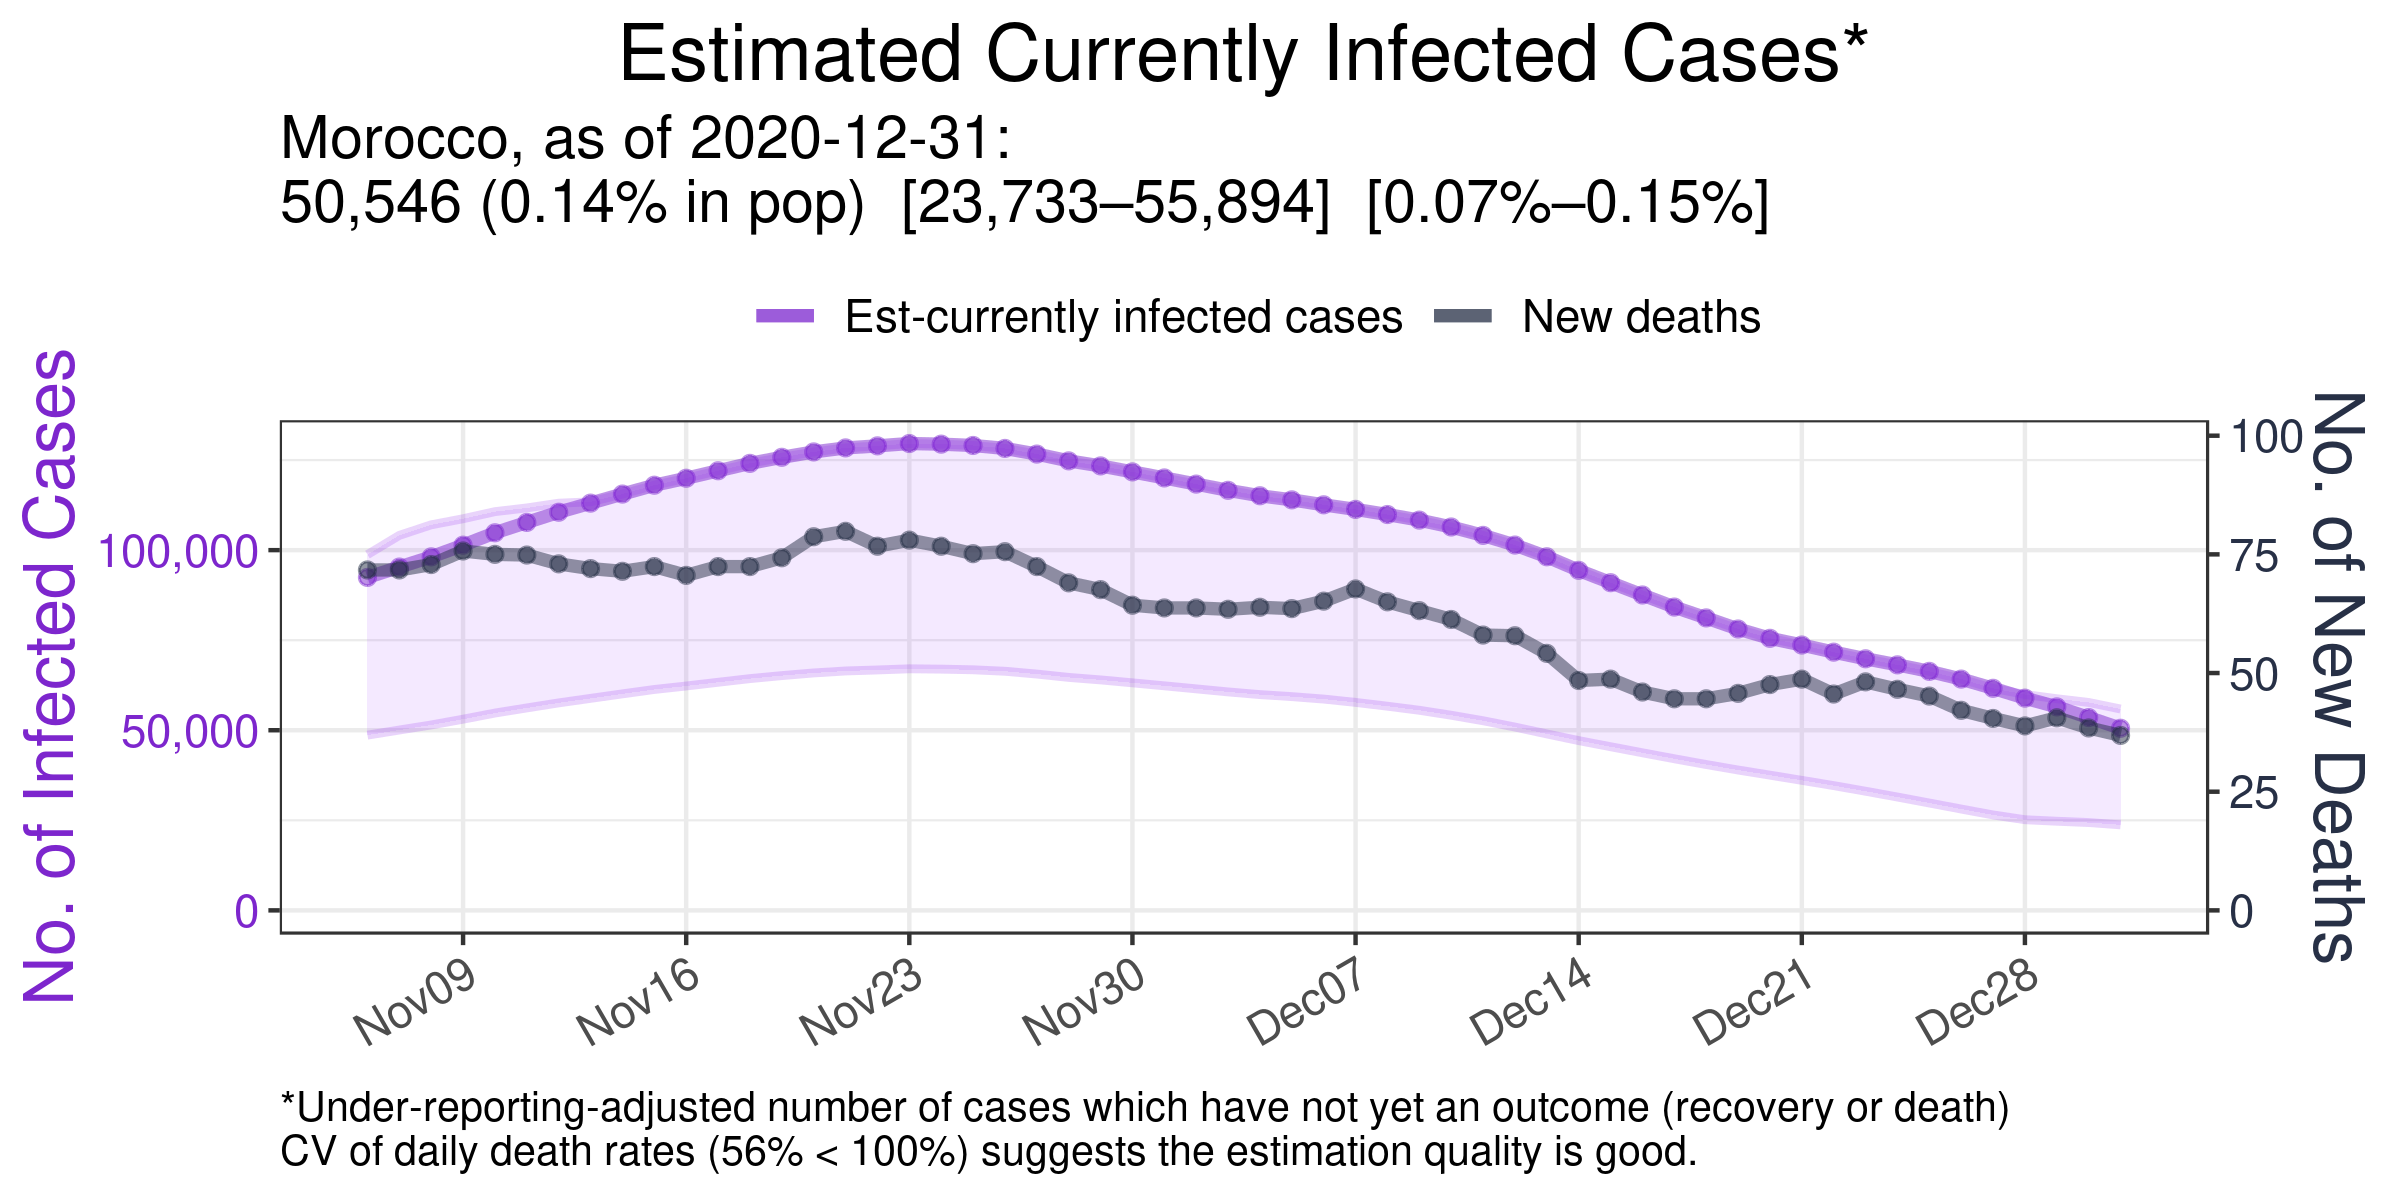 Estimated Currently Infected Cases*
Morocco, as of 2020-12-31:
50,546 (0.14% in pop)  [23,733–55,894]  [0.07%–0.15%]
Est-currently infected cases
New deaths
No. of Infected Cases
100,000
50,000
0
100
75
50
25
0
No. of New Deaths
Nov09
Nov16
Nov23
Nov30
Dec07
Dec14
Dec21
Dec28
*Under-reporting-adjusted number of cases which have not yet an outcome (recovery or death)
CV of daily death rates (56% < 100%) suggests the estimation quality is good.